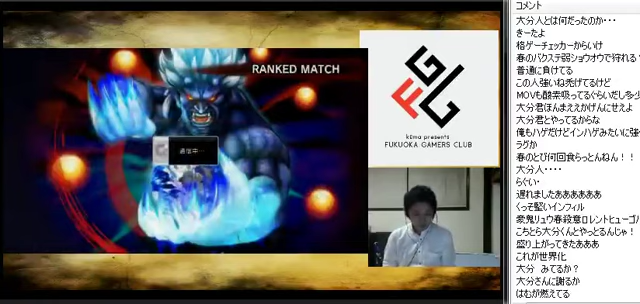 RANKED MATCH
通信中…
FGC
kEma presents
FUKUOKA GAMERS CLUB
コメント
大分人とは何だったのか・・・
きーたよ
格ゲーチェッカーからいけ
春のバクステ弱ショウオウで狩れる
普通に負けてる
この人強いね禿げてるけど
MOVも酸素吸ってるぐらいだし多少
大分君ほんまええかげんにせえよ
大分君とやってるからな
俺もハゲだけどインハゲみたいに強
ラグか
春のとび何回食らっとんねん！！
大分人・・・・
らぐい・
遅れましたああああああ
くっそ堅いインフィル
豪鬼リュウ春殺意ロレントヒューゴハ
こちとら大分くんとやっとるんじゃ！
盛り上がってきたあああ
これが世界化
大分　みてるか？
大分さんに謝るか
はむが燃えてる